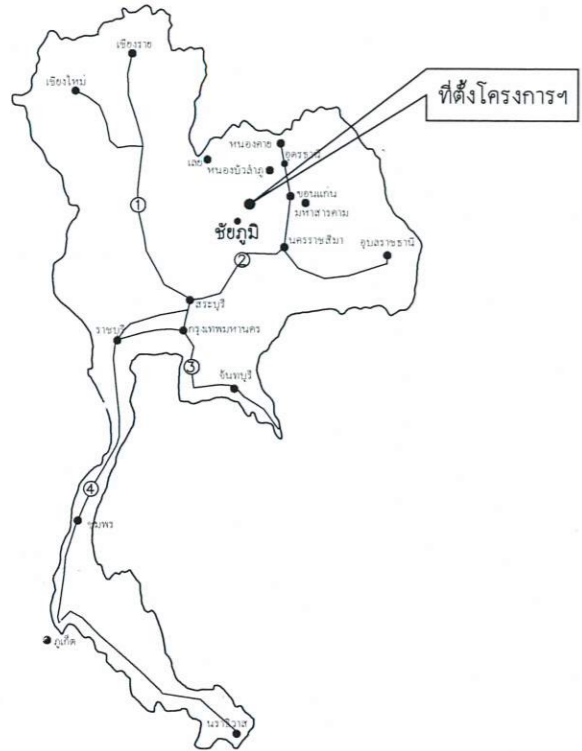 เชียงราย
เชียงใหม่
ที่ตั้งโครงการฯ
หนองคาย
เลย
อุดรธานี
หนองบัวลำภู
ขอนแก่น
มหาสารคาม
1
ชัยภูมิ
นครราชสีมา
อุบลราชธานี
2
สระบุรี
ราชบุรี
กรุงเทพมหานคร
3
จันทบุรี
4
ชุมพร
ภูเก็ต
นราธิวาส